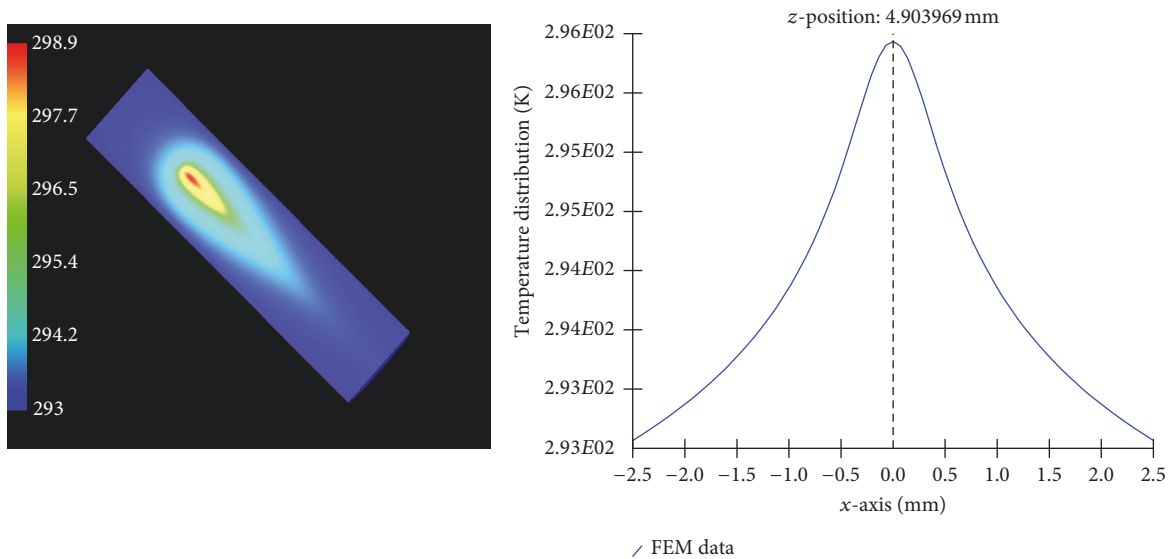 298.9
297.7
296.5
295.4
294.2
293
z-position: 4.903969 mm
Temperature distribution (K)
2.96E02
2.96E02
2.95E02
2.95E02
2.94E02
2.94E02
2.93E02
2.93E02
−2.5 −2.0 −1.5 −1.0 −0.5 0.0 0.5 1.0 1.5 2.0 2.5
x-axis (mm)
FEM data